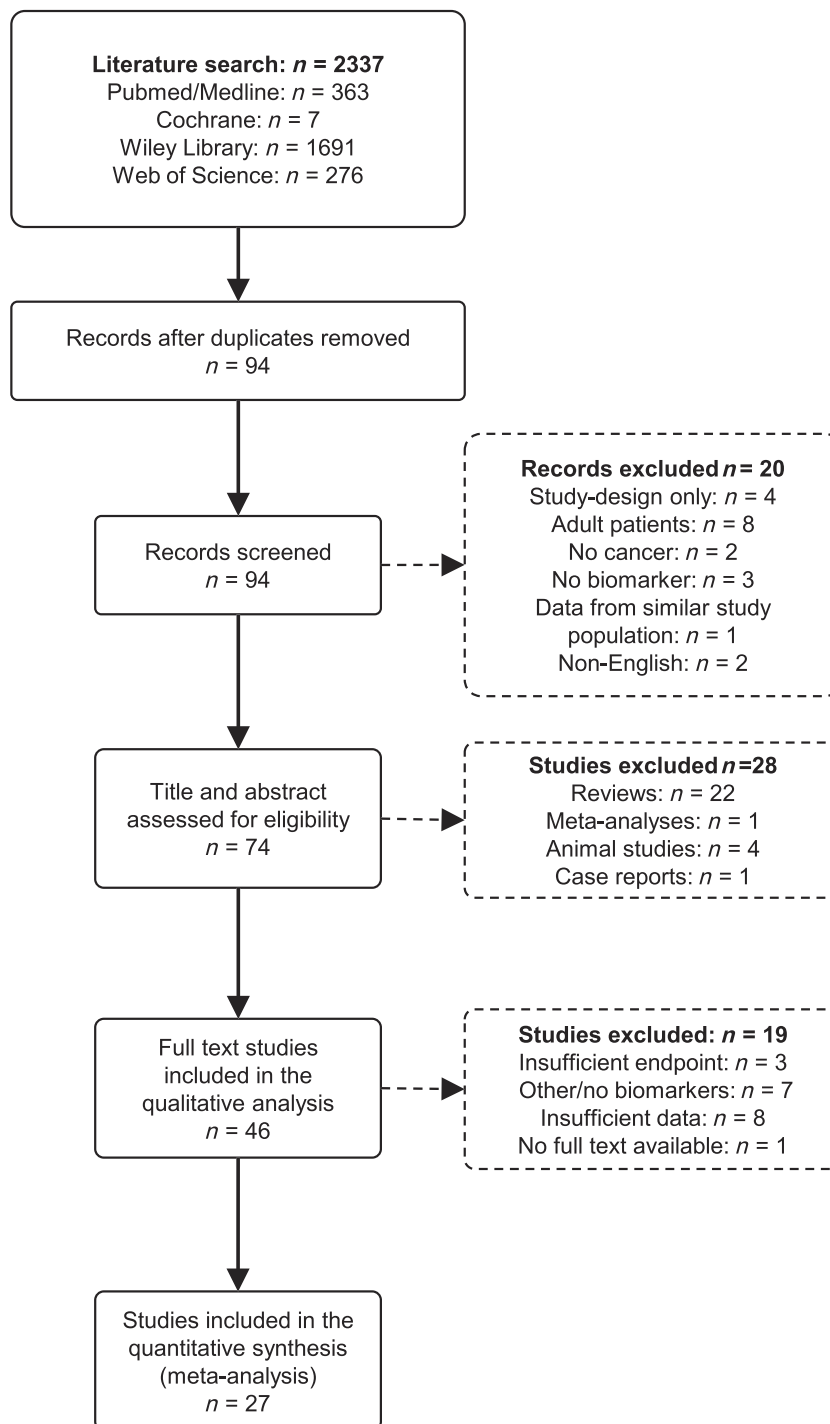 Literature search: n = 2337
Pubmed/Medline: n = 363
Cochrane: n = 7
Wiley Library: n = 1691
Web of Science: n = 276
Records after duplicates removed
n = 94
Records screened
n = 94
Records excluded n = 20
Study-design only: n = 4
Adult patients: n = 8
No cancer: n = 2
No biomarker: n = 3
Data from similar study
population: n = 1
Non-English: n = 2
Title and abstract
assessed for eligibility
n = 74
Studies excluded n =28
Reviews: n = 22
Meta-analyses: n = 1
Animal studies: n = 4
Case reports: n = 1
Full text studies
included in the
qualitative analysis
n = 46
Studies excluded: n = 19
Insufficient endpoint: n = 3
Other/no biomarkers: n = 7
Insufficient data: n = 8
No full text available: n = 1
Studies included in the
quantitative synthesis
(meta-analysis)
n = 27